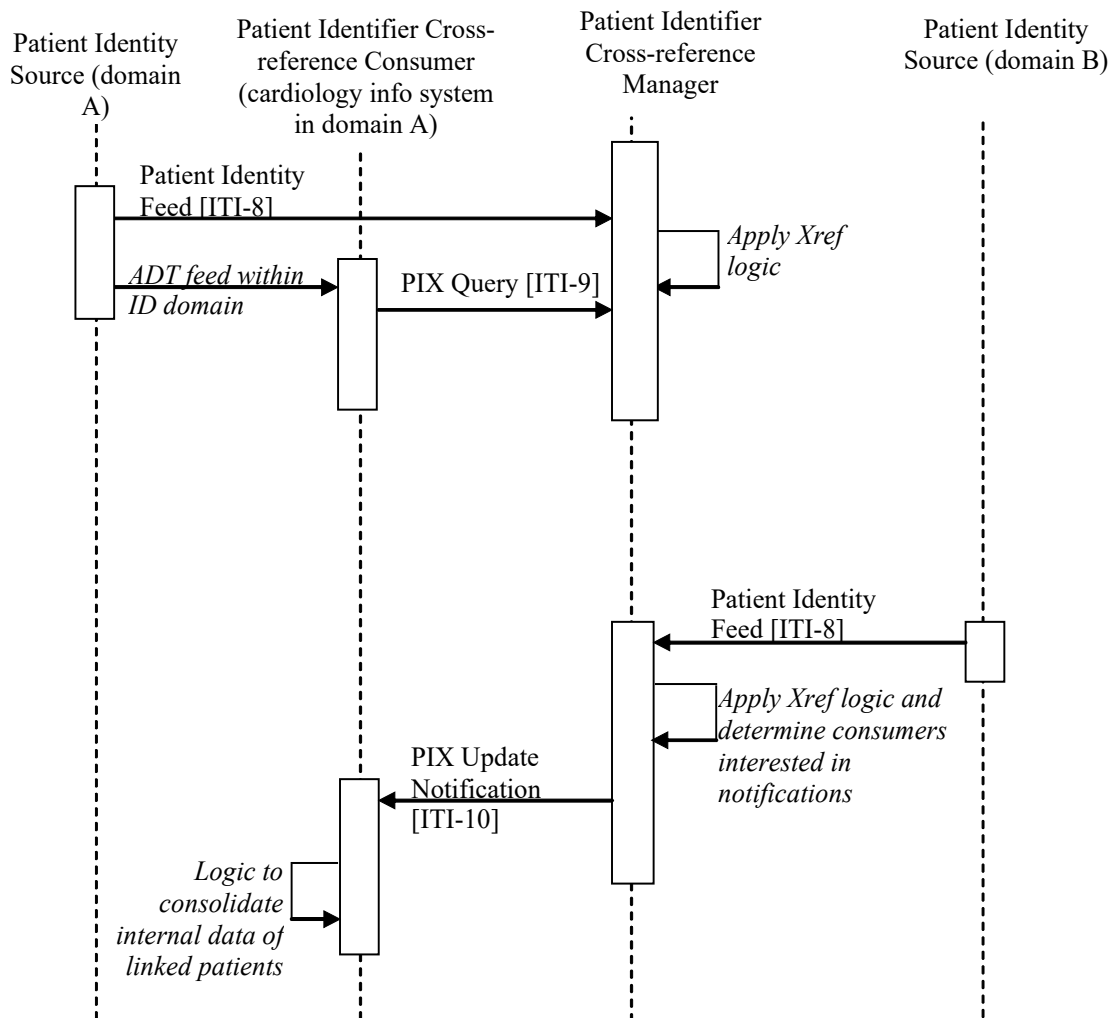 Patient Identity
Source (domain
A)
Patient Identifier Cross-
reference Consumer
(cardiology info system
in domain A)
Patient Identifier
Cross-reference
Manager
Patient Identity
Source (domain B)
Patient Identity
Feed [ITI-8]
Apply Xref
logic
ADT feed within
ID domain
PIX Query [ITI-9]
Patient Identity
Feed [ITI-8]
Apply Xref logic and
determine consumers
interested in
notifications
PIX Update
Notification
[ITI-10]
Logic to
consolidate
internal data of
linked patients